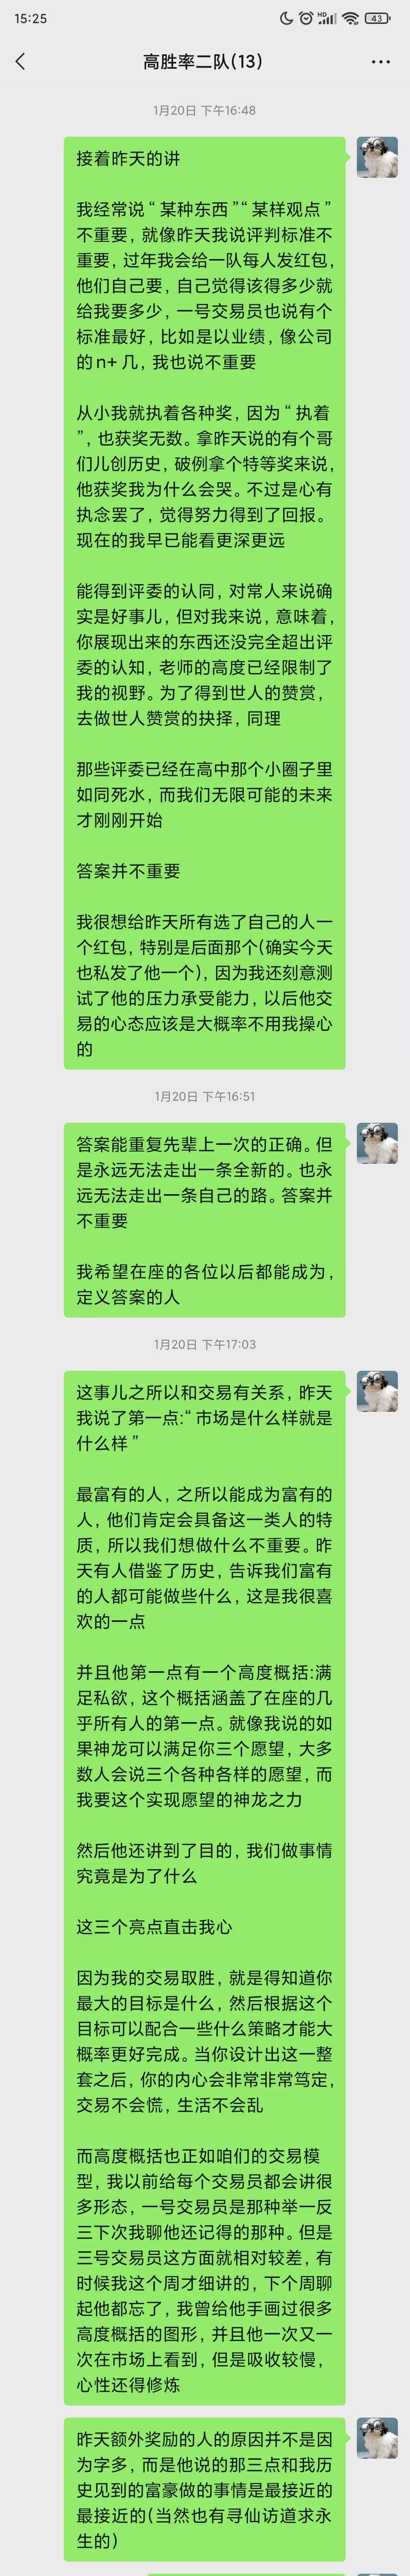 15:25
HD
43
高胜率二队(13)
1月20日 下午16:48
接着昨天的讲
我经常说“某种东西”“某样观点”
不重要，就像昨天我说评判标准不
重要，过年我会给一队每人发红包，
他们自己要，自己觉得该得多少就
给我要多少，一号交易员也说有个
标准最好，比如是以业绩，像公司
的n+几，我也说不重要
从小我就执着各种奖，因为“执着
”，也获奖无数。拿昨天说的有个哥
们儿创历史，破例拿个特等奖来说，
他获奖我为什么会哭。不过是心有
执念罢了，觉得努力得到了回报。
现在的我早已能看更深更远
能得到评委的认同，对常人来说确
实是好事儿，但对我来说，意味着，
你展现出来的东西还没完全超出评
委的认知，老师的高度已经限制了
我的视野。为了得到世人的赞赏，
去做世人赞赏的抉择，同理
那些评委已经在高中那个小圈子里
如同死水，而我们无限可能的未来
才刚刚开始
答案并不重要
我很想给昨天所有选了自己的人一
个红包，特别是后面那个(确实今天
也私发了他一个)，因为我还刻意测
试了他的压力承受能力，以后他交
易的心态应该是大概率不用我操心
的
1月20日 下午16:51
答案能重复先辈上一次的正确。但
是永远无法走出一条全新的。也永
远无法走出一条自己的路。答案并
不重要
我希望在座的各位以后都能成为，
定义答案的人
1月20日 下午17:03
这事儿之所以和交易有关系，昨天
我说了第一点:“市场是什么样就是
什么样”
最富有的人，之所以能成为富有的
人，他们肯定会具备这一类人的特
质，所以我们想做什么不重要。昨
天有人借鉴了历史，告诉我们富有
的人都可能做些什么，这是我很喜
欢的一点
并且他第一点有一个高度概括:满
足私欲，这个概括涵盖了在座的几
乎所有人的第一点。就像我说的如
果神龙可以满足你三个愿望，大多
数人会说三个各种各样的愿望，而
我要这个实现愿望的神龙之力
然后他还讲到了目的，我们做事情
究竟是为了什么
这三个亮点直击我心
因为我的交易取胜，就是得知道你
最大的目标是什么，然后根据这个
目标可以配合一些什么策略才能大
概率更好完成。当你设计出这一整
套之后，你的内心会非常非常笃定，
交易不会慌，生活不会乱
而高度概括也正如咱们的交易模
型，我以前给每个交易员都会讲很
多形态，一号交易员是那种举一反
三下次我聊他还记得的那种。但是
三号交易员这方面就相对较差，有
时候我这个周才细讲的，下个周聊
起他都忘了，我曾给他手画过很多
高度概括的图形，并且他一次又一
次在市场上看到，但是吸收较慢，
心性还得修炼
昨天额外奖励的人的原因并不是因
为字多，而是他说的那三点和我历
史见到的富豪做的事情是最接近的
最接近的(当然也有寻仙访道求永
生的)